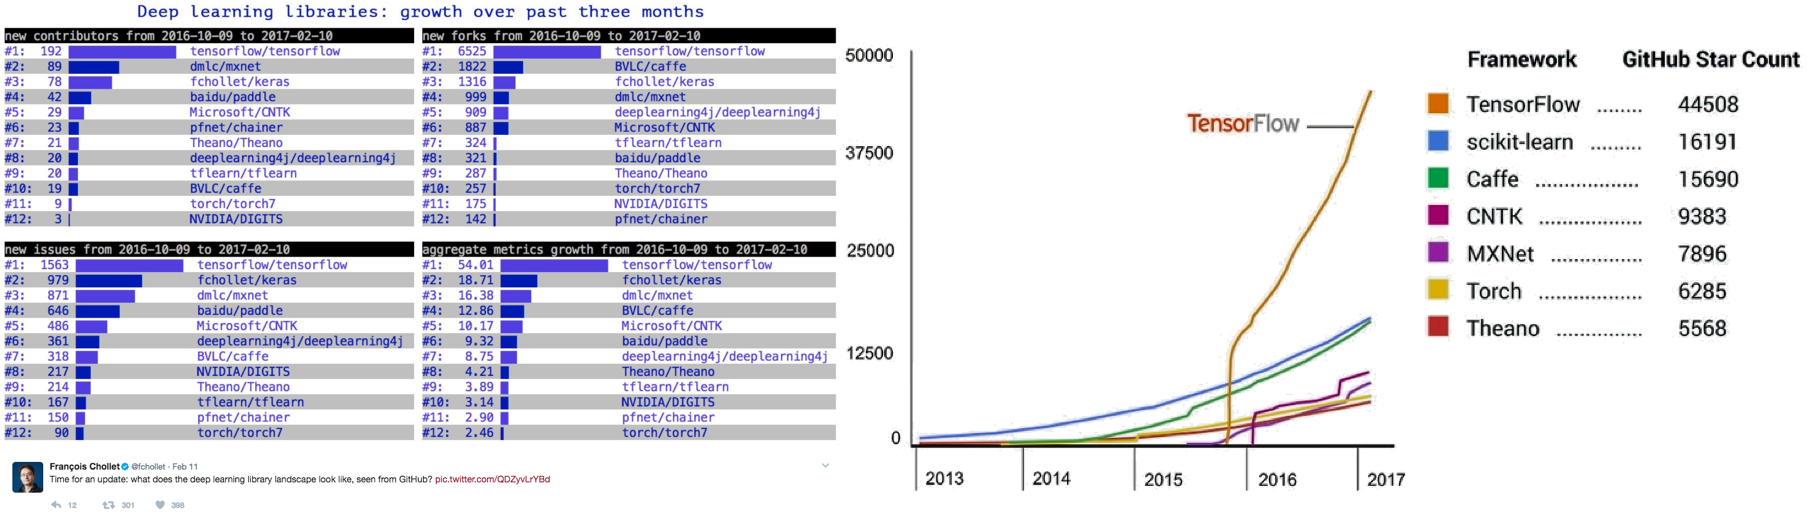 Deep learning libraries: growth over past three months
new contributors from 2016-10-09 to 2017-02-10
#1: 192 tensorflow/tensorflow
#2: 89 dmlc/mxnet
#3: 78 fchollet/keras
#4: 42 baidu/paddle
#5: 29 Microsoft/CNTK
#6: 23 pfnet/chainer
#7: 21 Theano/Theano
#8: 20 deeplearning4j/deeplearning4j
#9: 20 tflearn/tflearn
#10: 19 BVLC/caffe
#11: 9 torch/torch7
#12: 3 NVIDIA/DIGITS
new forks from 2016-10-09 to 2017-02-10
#1: 6525 tensorflow/tensorflow
#2: 1822 BVLC/caffe
#3: 1316 fchollet/keras
#4: 999 dmlc/mxnet
#5: 909 deeplearning4j/deeplearning4j
#6: 887 Microsoft/CNTK
#7: 324 tflearn/tflearn
#8: 321 baidu/paddle
#9: 287 Theano/Theano
#10: 257 torch/torch7
#11: 175 NVIDIA/DIGITS
#12: 142 pfnet/chainer
new issues from 2016-10-09 to 2017-02-10
#1: 1563 tensorflow/tensorflow
#2: 979 fchollet/keras
#3: 871 dmlc/mxnet
#4: 646 baidu/paddle
#5: 486 Microsoft/CNTK
#6: 361 deeplearning4j/deeplearning4j
#7: 318 BVLC/caffe
#8: 217 NVIDIA/DIGITS
#9: 214 Theano/Theano
#10: 167 tflearn/tflearn
#11: 150 pfnet/chainer
#12: 90 torch/torch7
aggregate metrics growth from 2016-10-09 to 2017-02-10
#1: 54.01 tensorflow/tensorflow
#2: 18.71 fchollet/keras
#3: 16.38 dmlc/mxnet
#4: 12.86 BVLC/caffe
#5: 10.17 Microsoft/CNTK
#6: 9.32 baidu/paddle
#7: 8.75 deeplearning4j/deeplearning4j
#8: 4.21 Theano/Theano
#9: 3.89 tflearn/tflearn
#10: 3.14 NVIDIA/DIGITS
#11: 2.90 pfnet/chainer
#12: 2.46 torch/torch7
François Chollet @fchollet · Feb 11
Time for an update: what does the deep learning library landscape look like, seen from GitHub? pic.twitter.com/QDZyvLrYBd
12 301 398
50000
37500
25000
12500
0
TensorFlow
2013 2014 2015 2016 2017
Framework GitHub Star Count
TensorFlow ........ 44508
scikit-learn ......... 16191
Caffe .................. 15690
CNTK .................. 9383
MXNet ................ 7896
Torch .................. 6285
Theano ............... 5568